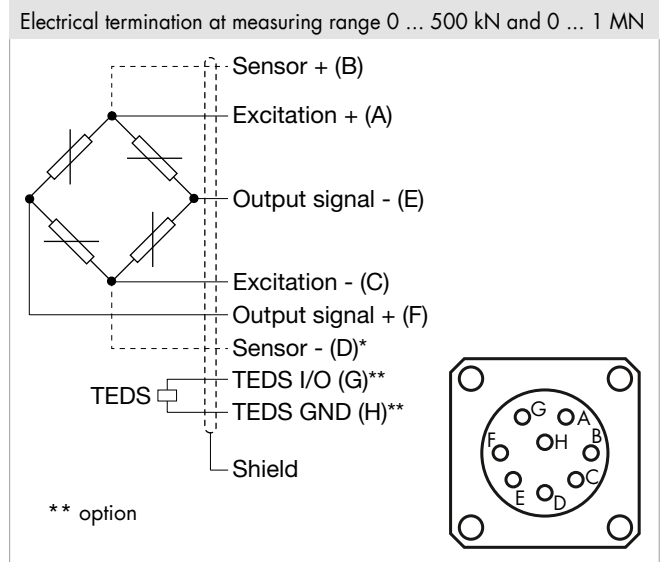 Electrical termination at measuring range 0 ... 500 kN and 0 ... 1 MN
Sensor + (B)
Excitation + (A)
Output signal - (E)
Excitation - (C)
Output signal + (F)
Sensor - (D)*
TEDS I/O (G)**
TEDS
TEDS GND (H)**
Shield
** option
G
A
F
H
B
E
D
C